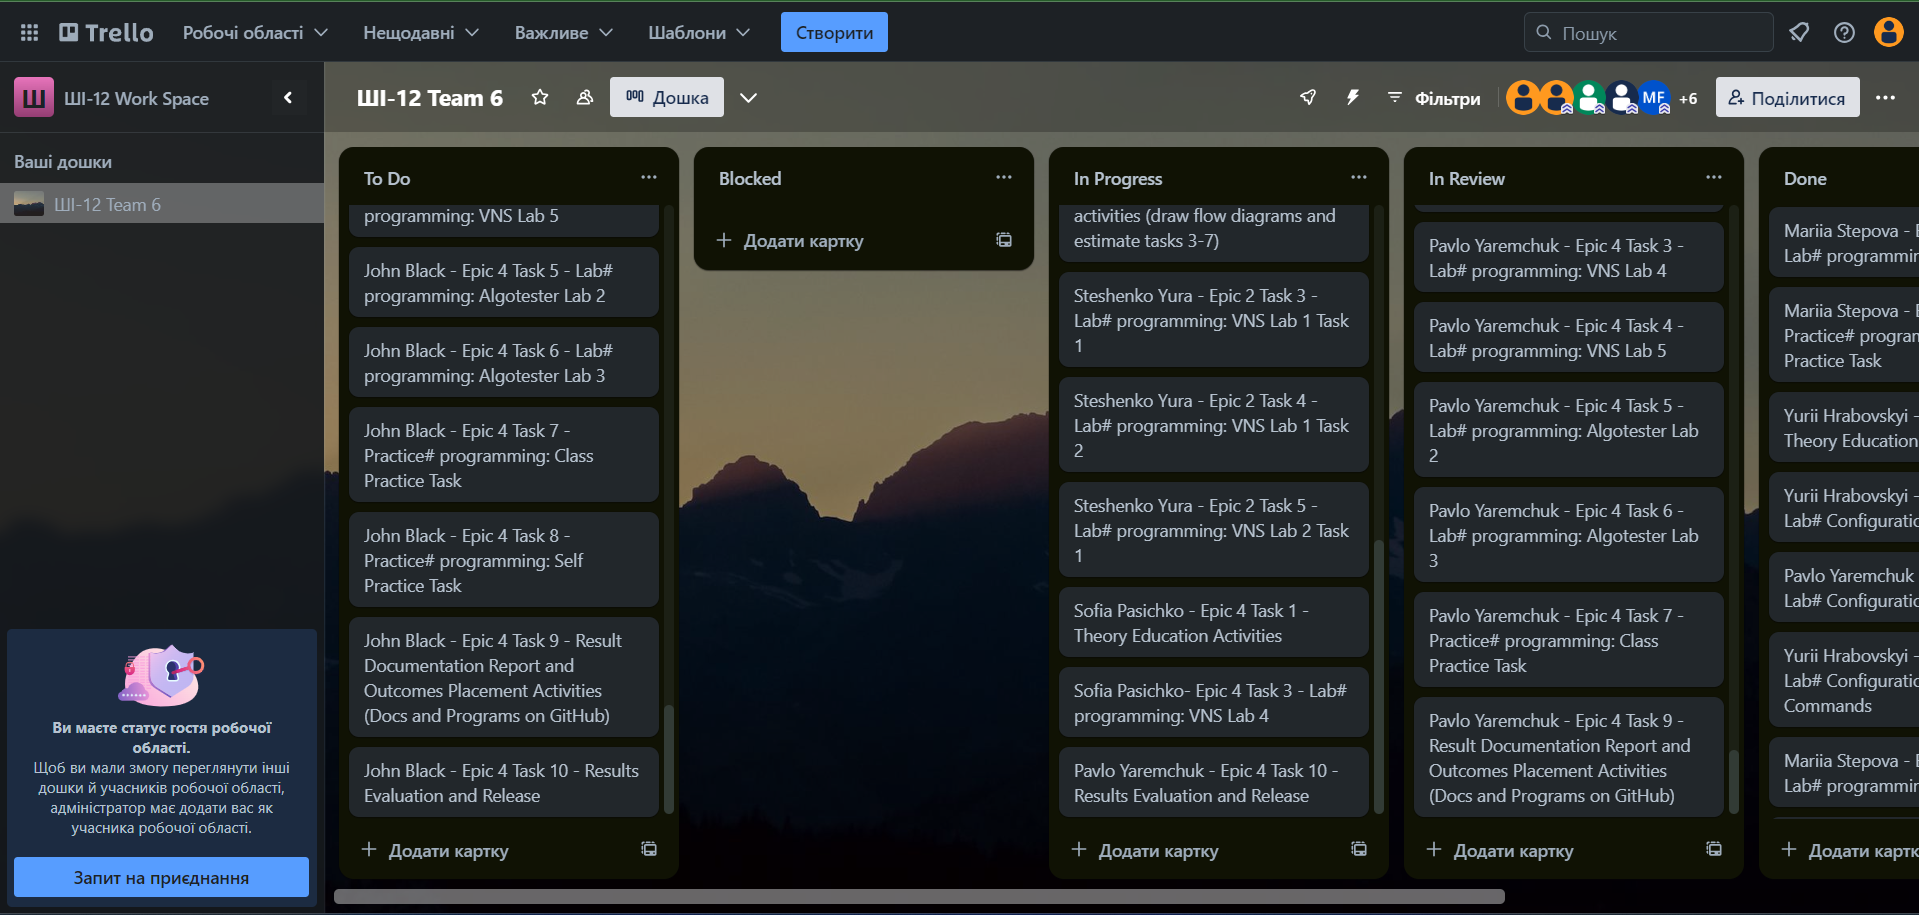 Trello
Робочі області
Нещодавні
Важливе
Шаблони
Створити
Пошук
Ш
ШІ-12 Work Space
Ваші дошки
ШІ-12 Team 6
Ви маєте статус гостя робочої
області.
Щоб ви мали змогу переглянути інші
дошки й учасників робочої області,
адміністратор має додати вас як
учасника робочої області.
Запит на приєднання
ШІ-12 Team 6
Дошка
Фільтри
MF
+6
Поділитися
To Do
programming: VNS Lab 5
John Black - Epic 4 Task 5 - Lab#
programming: Algotester Lab 2
John Black - Epic 4 Task 6 - Lab#
programming: Algotester Lab 3
John Black - Epic 4 Task 7 -
Practice# programming: Class
Practice Task
John Black - Epic 4 Task 8 -
Practice# programming: Self
Practice Task
John Black - Epic 4 Task 9 - Result
Documentation Report and
Outcomes Placement Activities
(Docs and Programs on GitHub)
John Black - Epic 4 Task 10 - Results
Evaluation and Release
Додати картку
Blocked
Додати картку
In Progress
activities (draw flow diagrams and
estimate tasks 3-7)
Steshenko Yura - Epic 2 Task 3 -
Lab# programming: VNS Lab 1 Task
1
Steshenko Yura - Epic 2 Task 4 -
Lab# programming: VNS Lab 1 Task
2
Steshenko Yura - Epic 2 Task 5 -
Lab# programming: VNS Lab 2 Task
1
Sofia Pasichko - Epic 4 Task 1 -
Theory Education Activities
Sofia Pasichko- Epic 4 Task 3 - Lab#
programming: VNS Lab 4
Pavlo Yaremchuk - Epic 4 Task 10 -
Results Evaluation and Release
Додати картку
In Review
Pavlo Yaremchuk - Epic 4 Task 3 -
Lab# programming: VNS Lab 4
Pavlo Yaremchuk - Epic 4 Task 4 -
Lab# programming: VNS Lab 5
Pavlo Yaremchuk - Epic 4 Task 5 -
Lab# programming: Algotester Lab
2
Pavlo Yaremchuk - Epic 4 Task 6 -
Lab# programming: Algotester Lab
3
Pavlo Yaremchuk - Epic 4 Task 7 -
Practice# programming: Class
Practice Task
Pavlo Yaremchuk - Epic 4 Task 9 -
Result Documentation Report and
Outcomes Placement Activities
(Docs and Programs on GitHub)
Додати картку
Done
Mariia Stepova -
Lab#
Mariia Stepova -
Practice#
Practice Task
Yurii Hrabovskyi -
Theory Education
Yurii Hrabovskyi -
Lab#
Pavlo Yaremchuk
Lab#
Yurii Hrabovskyi -
Lab#
Commands
Mariia Stepova -
Lab#
Додати